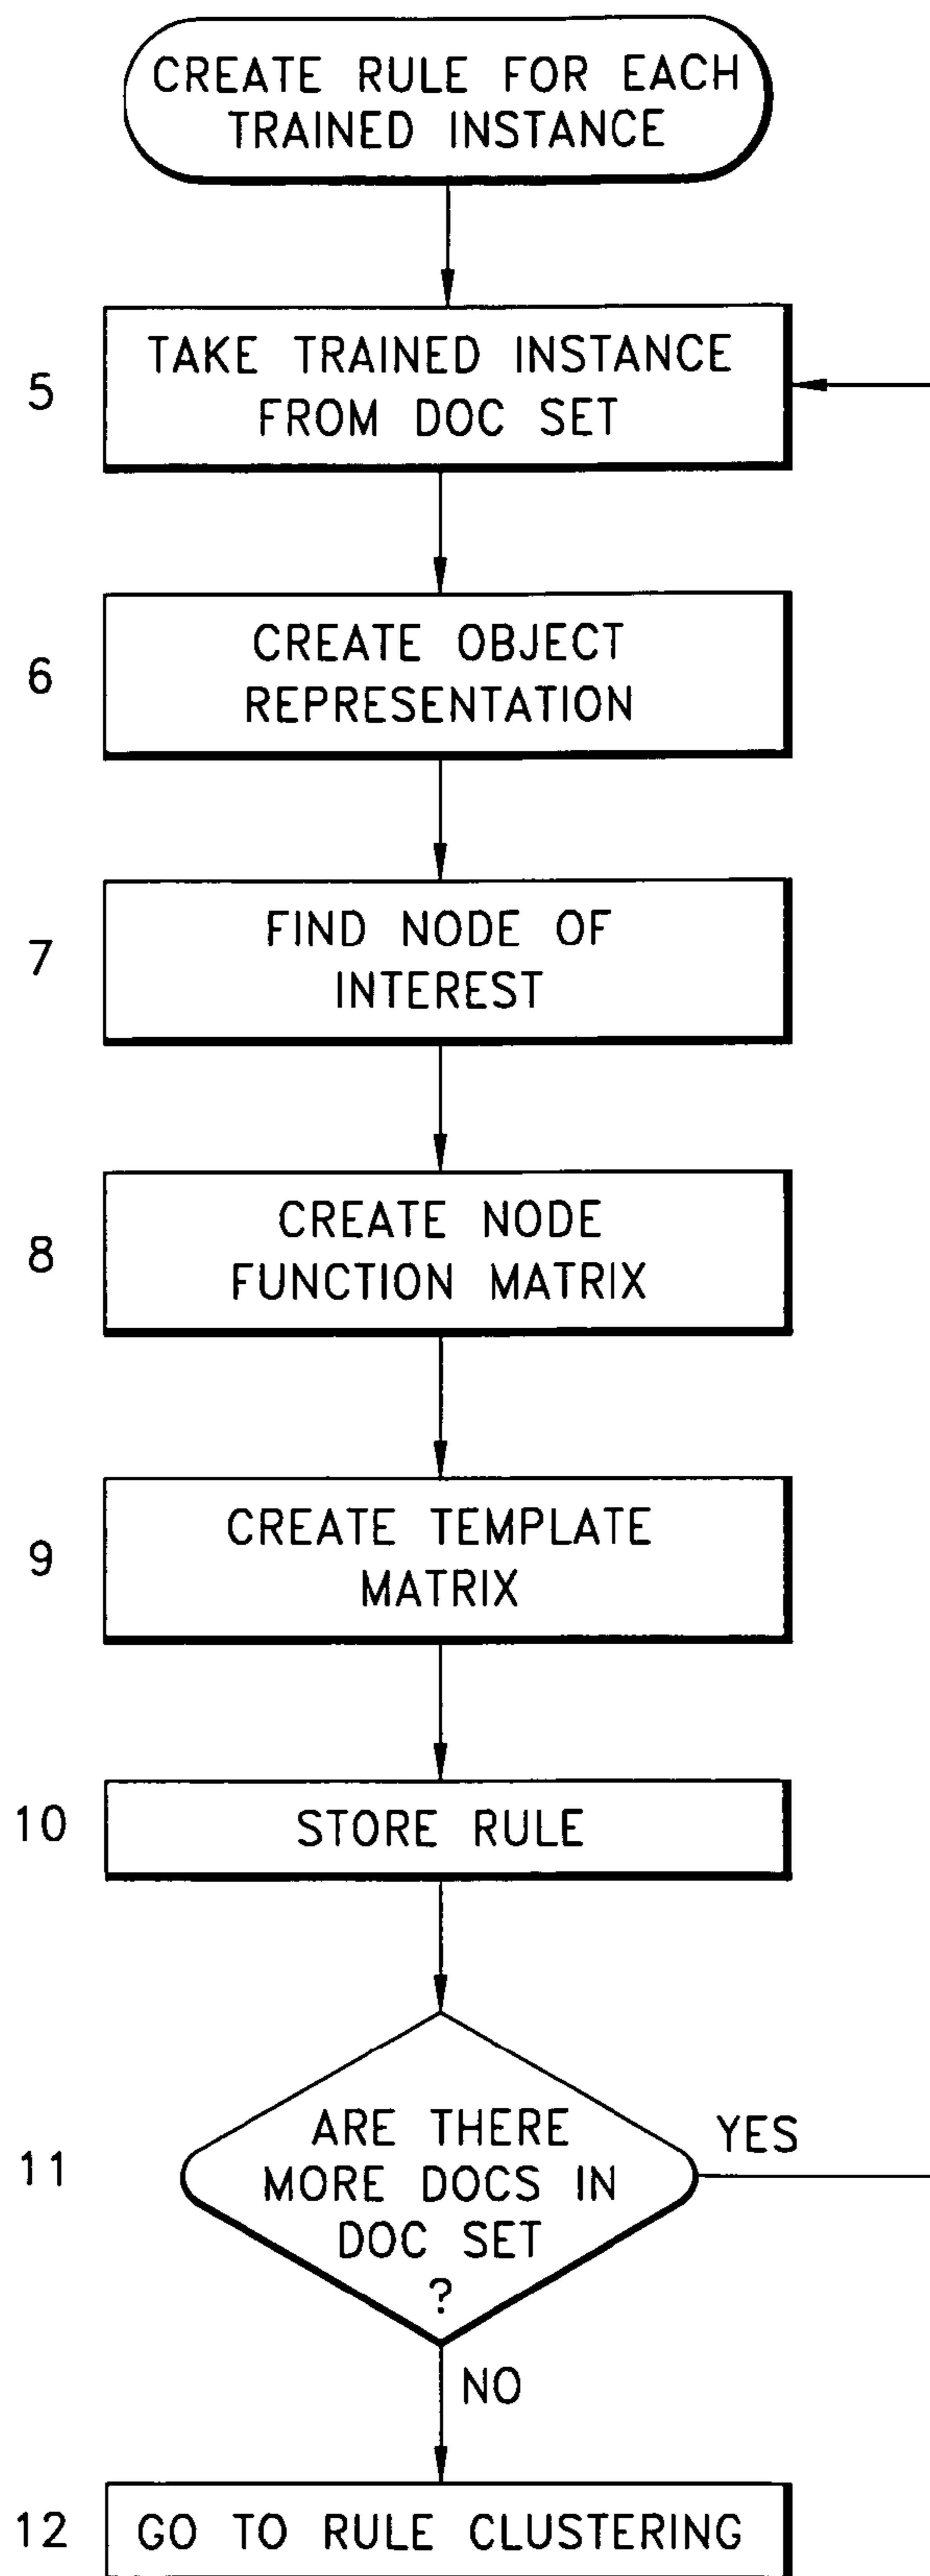 CREATE RULE FOR EACH
TRAINED INSTANCE
5
TAKE TRAINED INSTANCE
FROM DOC SET
6
CREATE OBJECT
REPRESENTATION
7
FIND NODE OF
INTEREST
8
CREATE NODE
FUNCTION MATRIX
9
CREATE TEMPLATE
MATRIX
10
STORE RULE
11
ARE THERE
MORE DOCS IN
DOC SET
?
YES
NO
12
GO TO RULE CLUSTERING